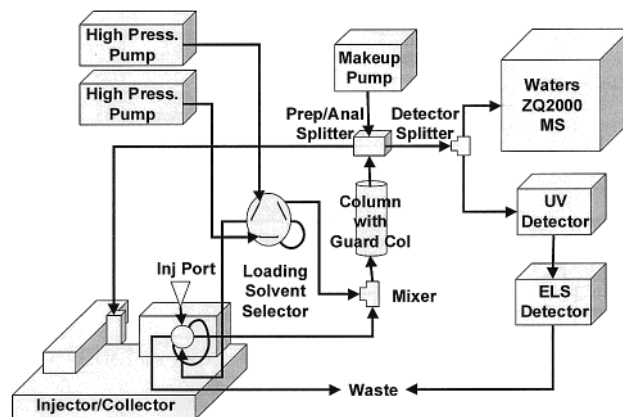 High Press.
Pump
High Press.
Pump
Makeup
Pump
Waters
ZQ2000
MS
Prep/Anal
Splitter
Detector
Splitter
Column
with
Guard Col
UV
Detector
Inj Port
Loading
Solvent
Selector
Mixer
ELS
Detector
Injector/Collector
Waste